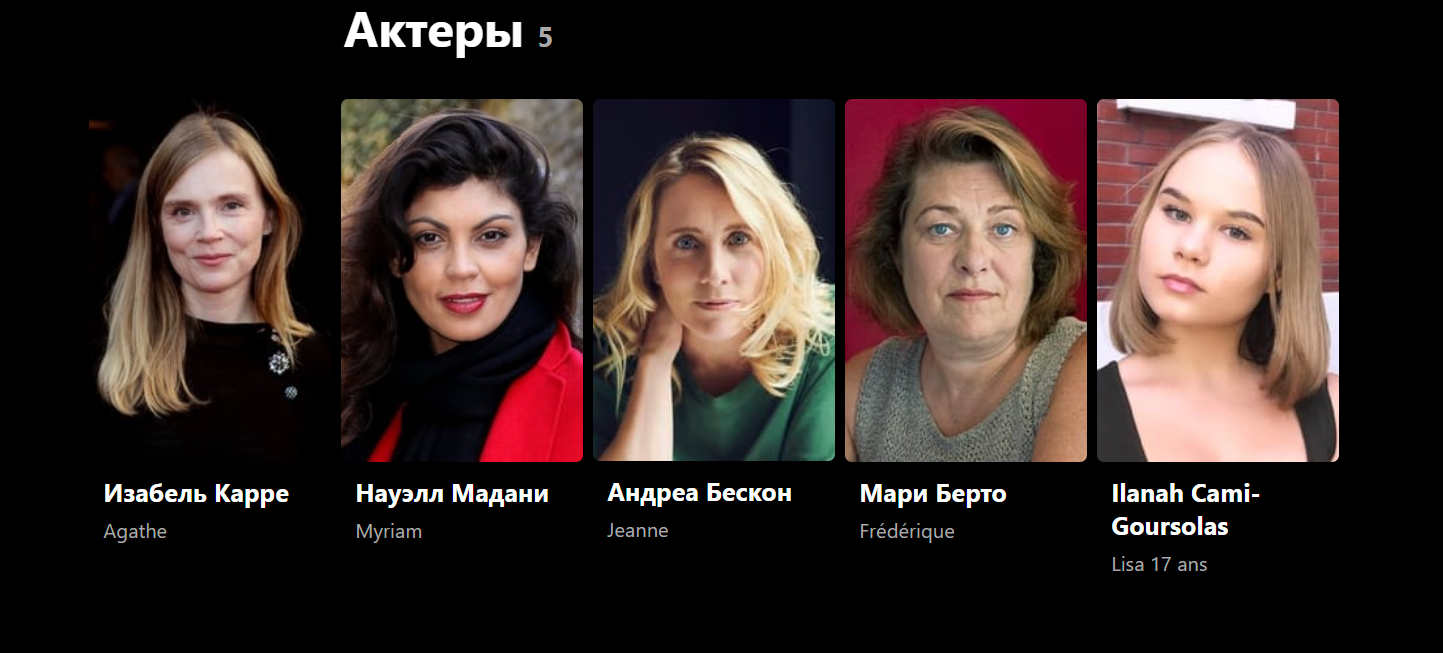 Актеры 5
Изабель Карре
Agathe
Науэлл Мадани
Myriam
Андреа Бескон
Jeanne
Мари Берто
Frédérique
Ilanah Cami-
Goursolas
Lisa 17 ans